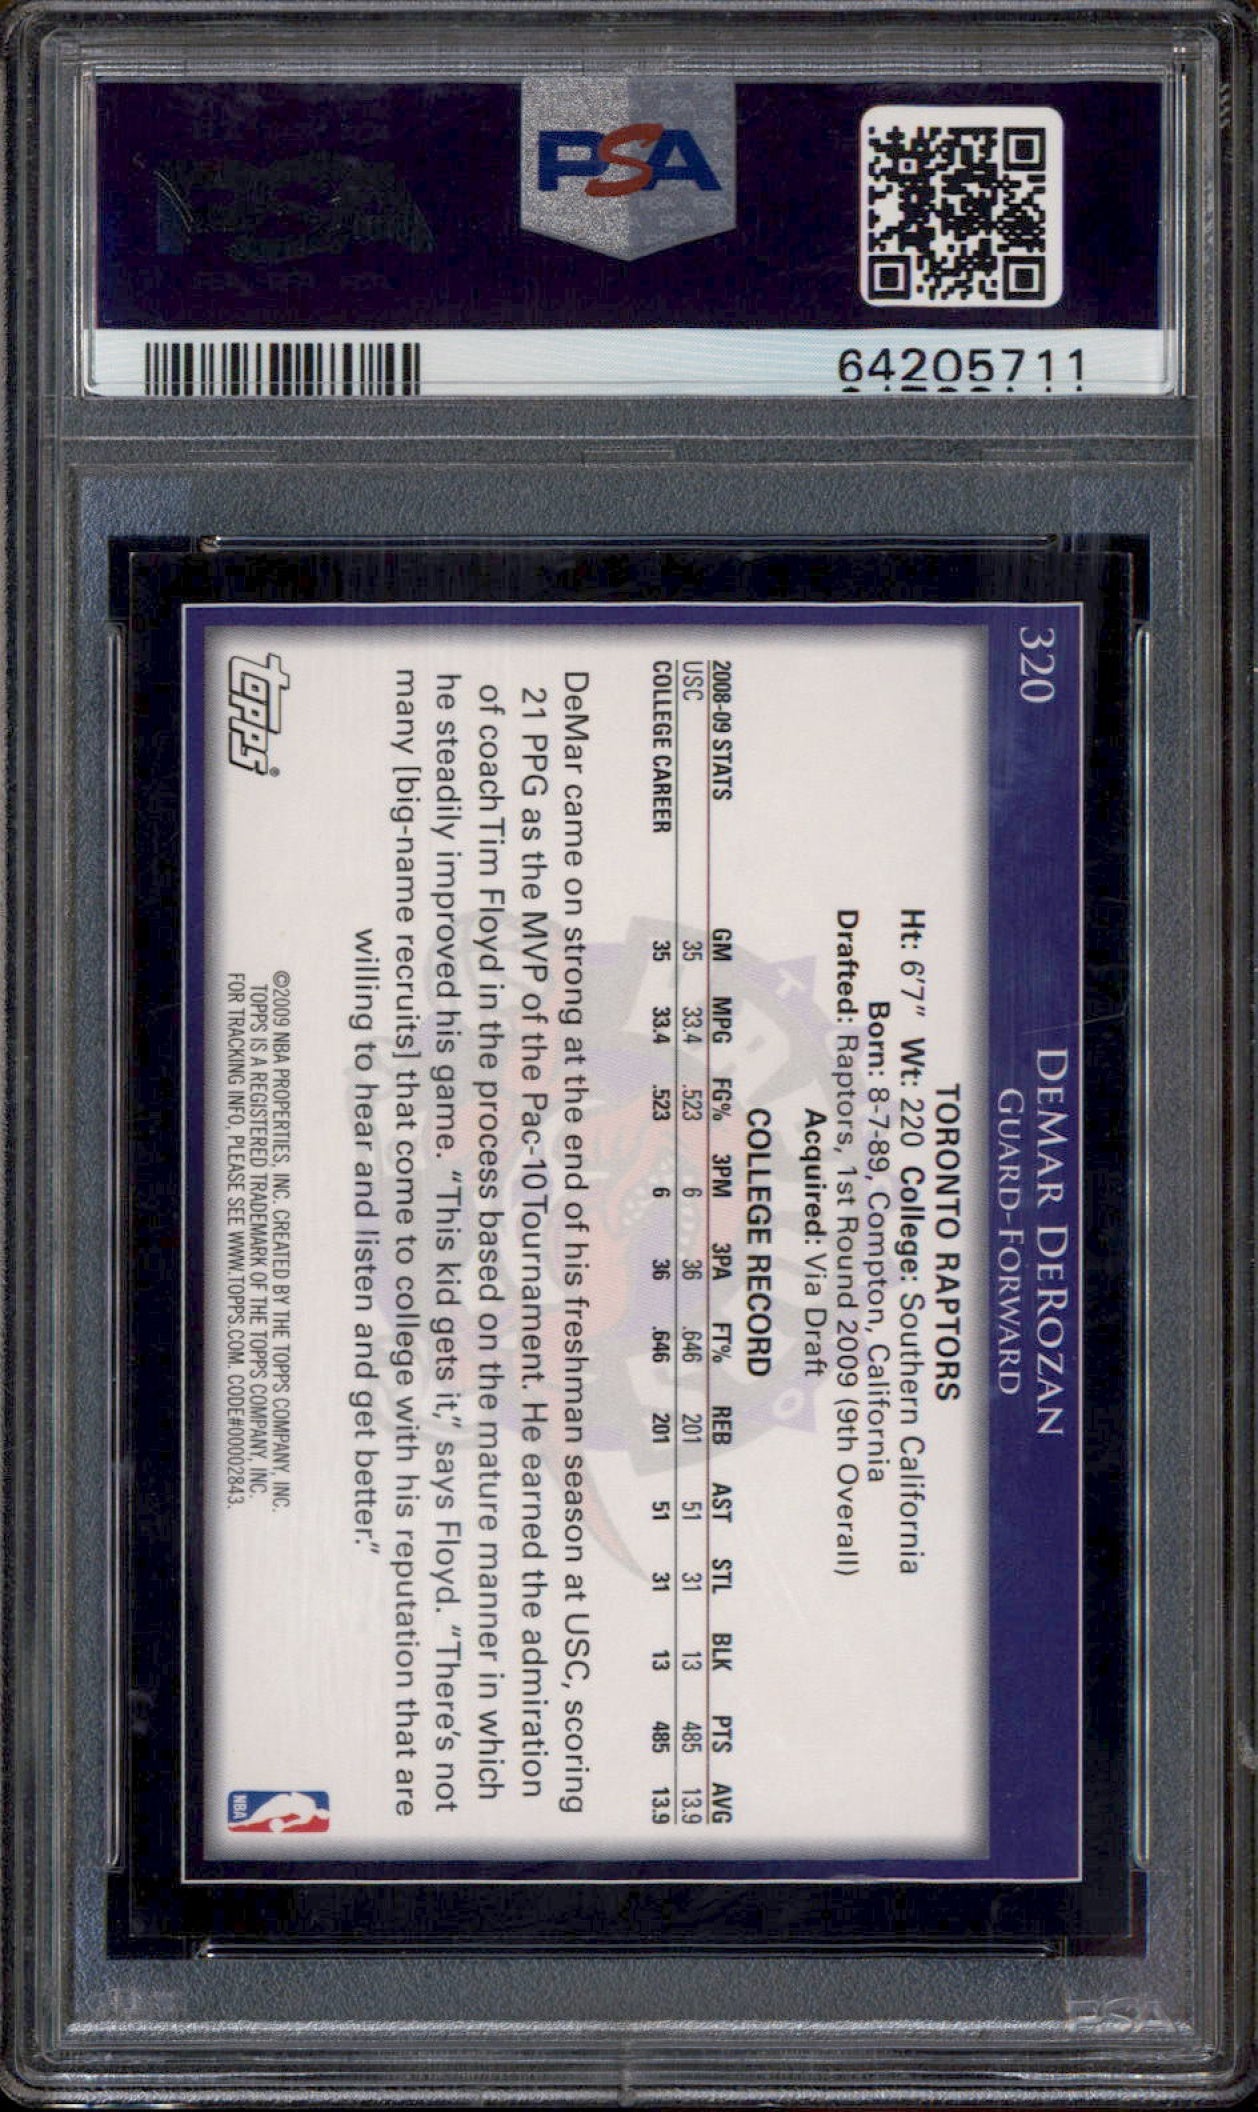 PSA
64205711
320
DEMAR DEROZAN
GUARD-FORWARD
TORONTO RAPTORS
Ht: 6'7" Wt: 220 College: Southern California
Born: 8-7-89, Compton, California
Drafted: Raptors, 1st Round 2009 (9th Overall)
Acquired: Via Draft
COLLEGE RECORD
2008-09 STATS GM MPG FG% 3PM 3PA FT% REB AST STL BLK PTS AVG
USC 35 33.4 .523 6 36 .646 201 51 31 13 485 13.9
COLLEGE CAREER 35 33.4 .523 6 36 .646 201 51 31 13 485 13.9
DeMar came on strong at the end of his freshman season at USC, scoring
21 PPG as the MVP of the Pac-10 Tournament. He earned the admiration
of coach Tim Floyd in the process based on the mature manner in which
he steadily improved his game. "This kid gets it," says Floyd. "There's not
many [big-name recruits] that come to college with his reputation that are
willing to hear and listen and get better."
topps®
©2009 NBA PROPERTIES, INC. CREATED BY THE TOPPS COMPANY, INC.
TOPPS IS A REGISTERED TRADEMARK OF THE TOPPS COMPANY, INC.
FOR TRACKING INFO, PLEASE SEE WWW.TOPPS.COM. CODE#00002843.
NBA
PSA